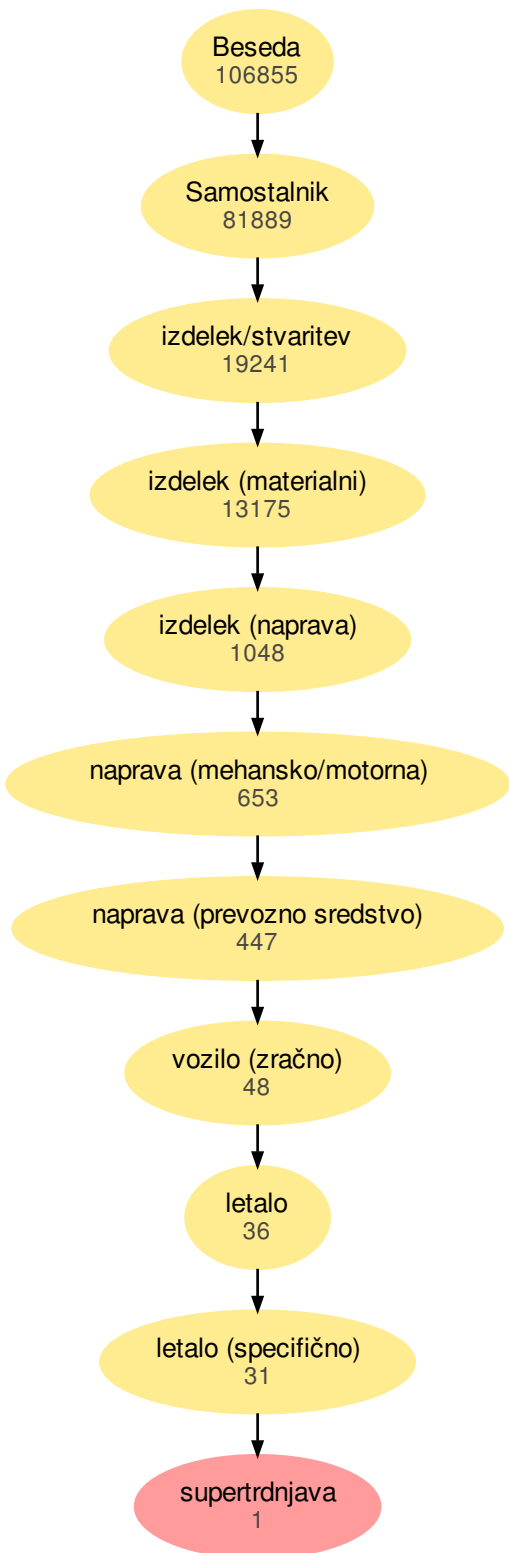 Beseda
106855
Samostalnik
81889
izdelek/stvaritev
19241
izdelek (materialni)
13175
izdelek (naprava)
1048
naprava (mehansko/motorna)
653
naprava (prevozno sredstvo)
447
vozilo (zračno)
48
letalo
36
letalo (specifično)
31
supertrdnjava
1